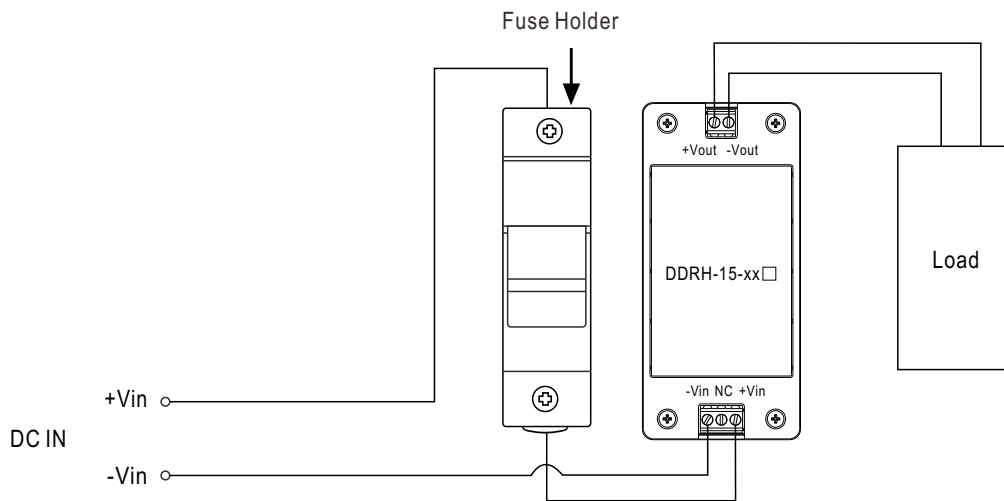 Fuse Holder
+Vout -Vout
DDRH-15-xx□
Load
-Vin NC +Vin
+Vin
DC IN
-Vin